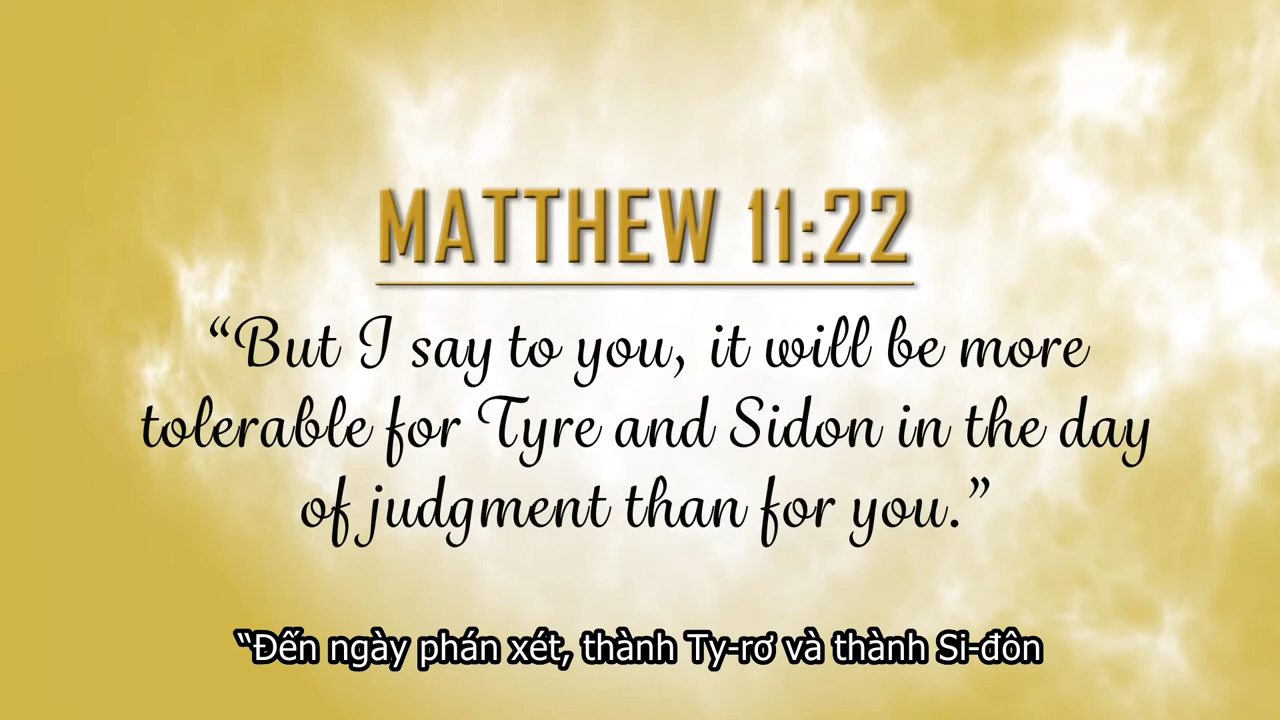 MATTHEW 11:22
“But I say to you, it will be more
tolerable for Tyre and Sidon in the day
of judgment than for you.”
“Đến ngày phán xét, thành Ty-rơ và thành Si-đôn